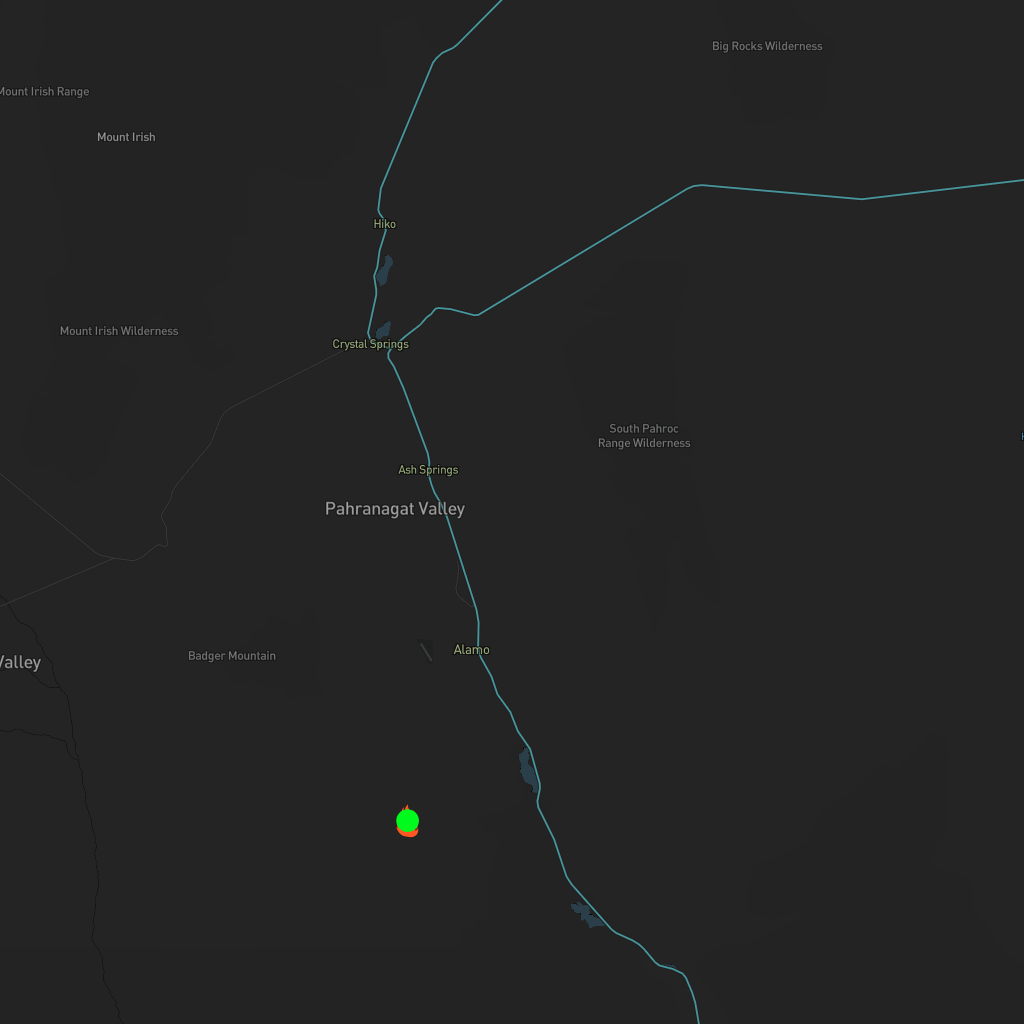 Big Rocks Wilderness
Mount Irish Range
Mount Irish
Hiko
Mount Irish Wilderness
Crystal Springs
South Pahroc
Range Wilderness
Ash Springs
Pahranagat Valley
Alamo
Badger Mountain
Valley